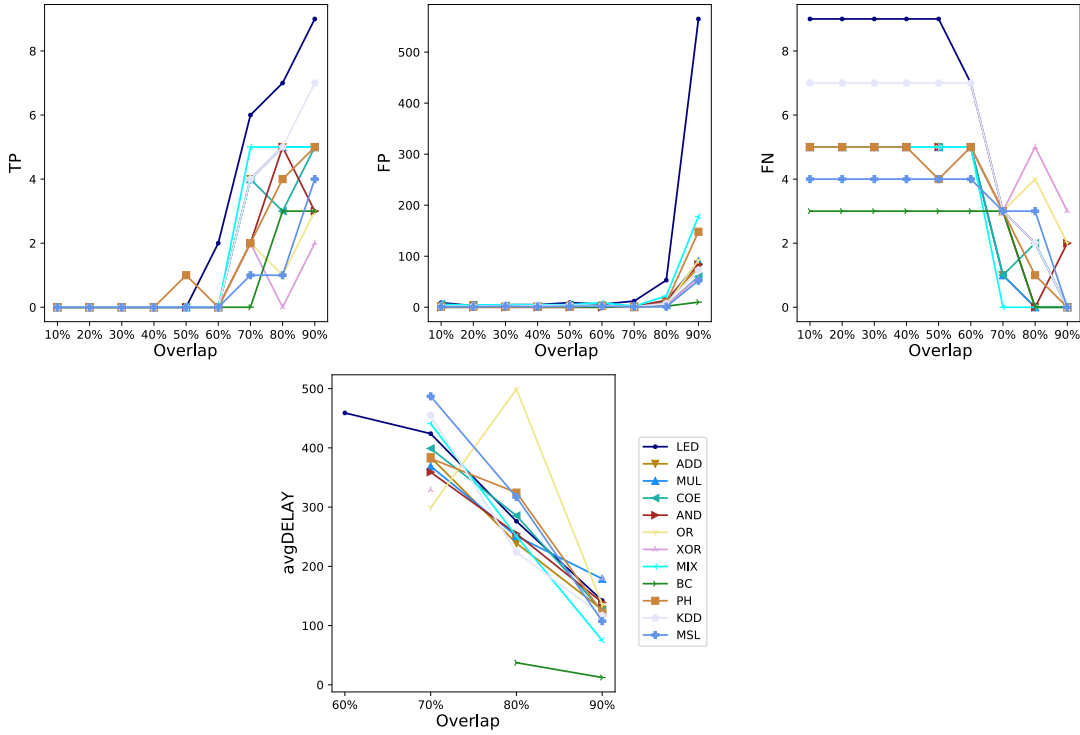 8
6
4
2
0
TP
10% 20% 30% 40% 50% 60% 70% 80% 90%
Overlap
500
400
300
200
100
0
FP
10% 20% 30% 40% 50% 60% 70% 80% 90%
Overlap
8
6
4
2
0
FN
10% 20% 30% 40% 50% 60% 70% 80% 90%
Overlap
500
400
300
200
100
0
avgDELAY
60% 70% 80% 90%
Overlap
LED
ADD
MUL
COE
AND
OR
XOR
MIX
BC
PH
KDD
MSL